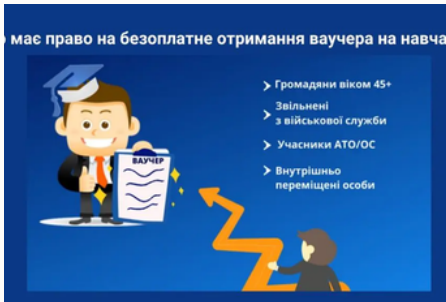 о має право на безоплатне отримання ваучера на навча
Громадяни віком 45+
Звільнені
з військової служби
Учасники АТО/ОС
Внутрішньо
переміщені особи
ВАУЧЕР